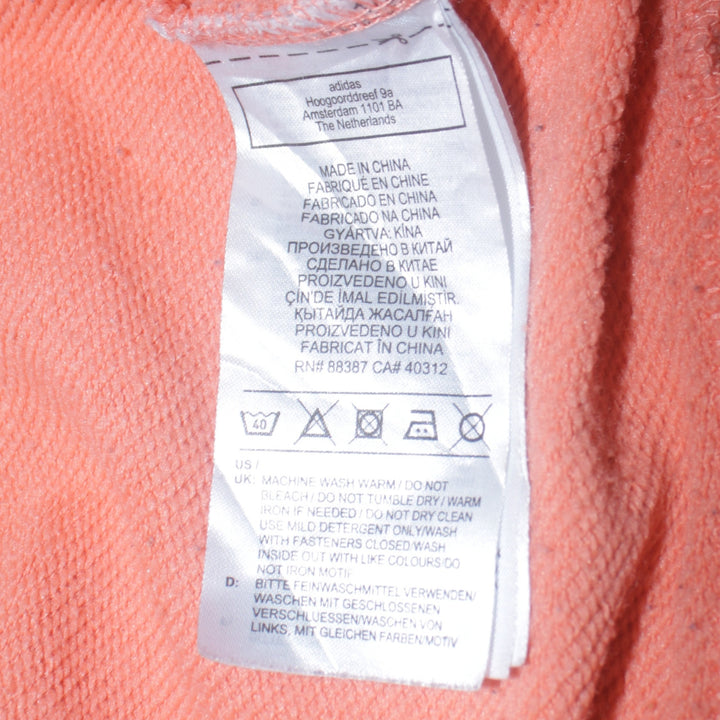 adidas
Hoogoorddreef 9a
Amsterdam 1101 BA
The Netherlands
MADE IN CHINA
FABRIQUÉ EN CHINE
FABRICADO EN CHINA
FABRICADO NA CHINA
GYÁRTVA: KÍNA
ПРОИЗВЕДЕНО В КИТАЙ
СДЕЛАНО В КИТАЕ
PROIZVEDENO U KINI
ÇİN'DE İMAL EDİLMİŞTİR.
ҚЫТАЙДА ЖАСАЛҒАН
PROIZVEDENO U KINI
FABRICAT ÎN CHINA
RN# 88387 CA# 40312
40
US /
UK: MACHINE WASH WARM / DO NOT
BLEACH / DO NOT TUMBLE DRY / WARM
IRON IF NEEDED / DO NOT DRY CLEAN
USE MILD DETERGENT ONLY/WASH
WITH FASTENERS CLOSED/WASH
INSIDE OUT WITH LIKE COLOURS/DO
NOT IRON MOTIF
D: BITTE FEINWASCHMITTEL VERWENDEN/
WASCHEN MIT GESCHLOSSENEN
VERSCHLUESSEN/WASCHEN VON
LINKS, MIT GLEICHEN FARBEN/MOTIV